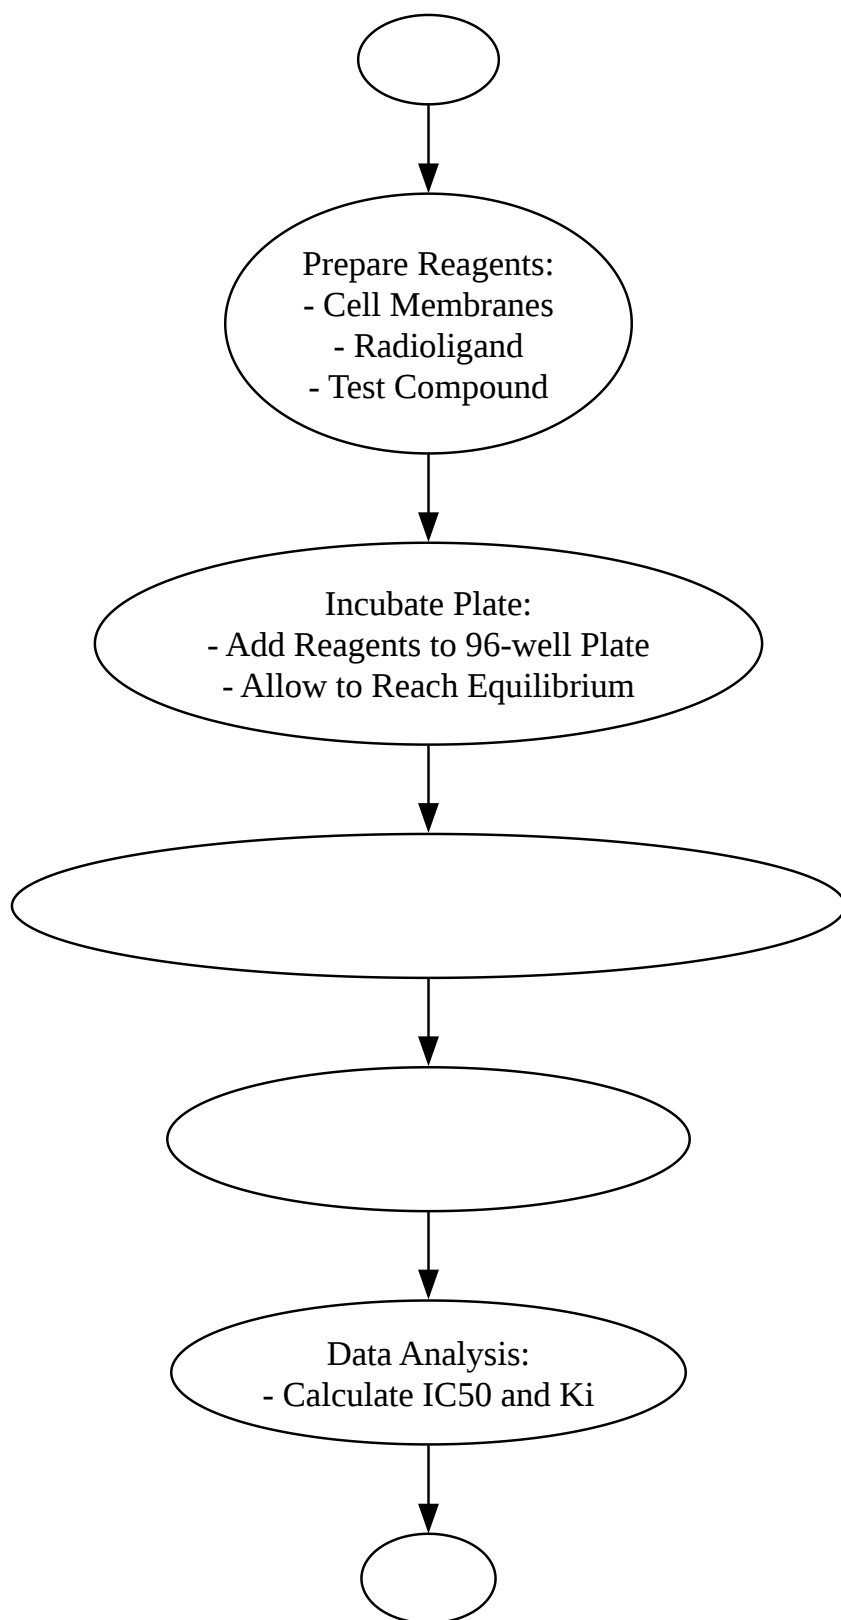 Prepare Reagents:
- Cell Membranes
- Radioligand
- Test Compound
Incubate Plate:
- Add Reagents to 96-well Plate
- Allow to Reach Equilibrium
Data Analysis:
- Calculate IC50 and Ki